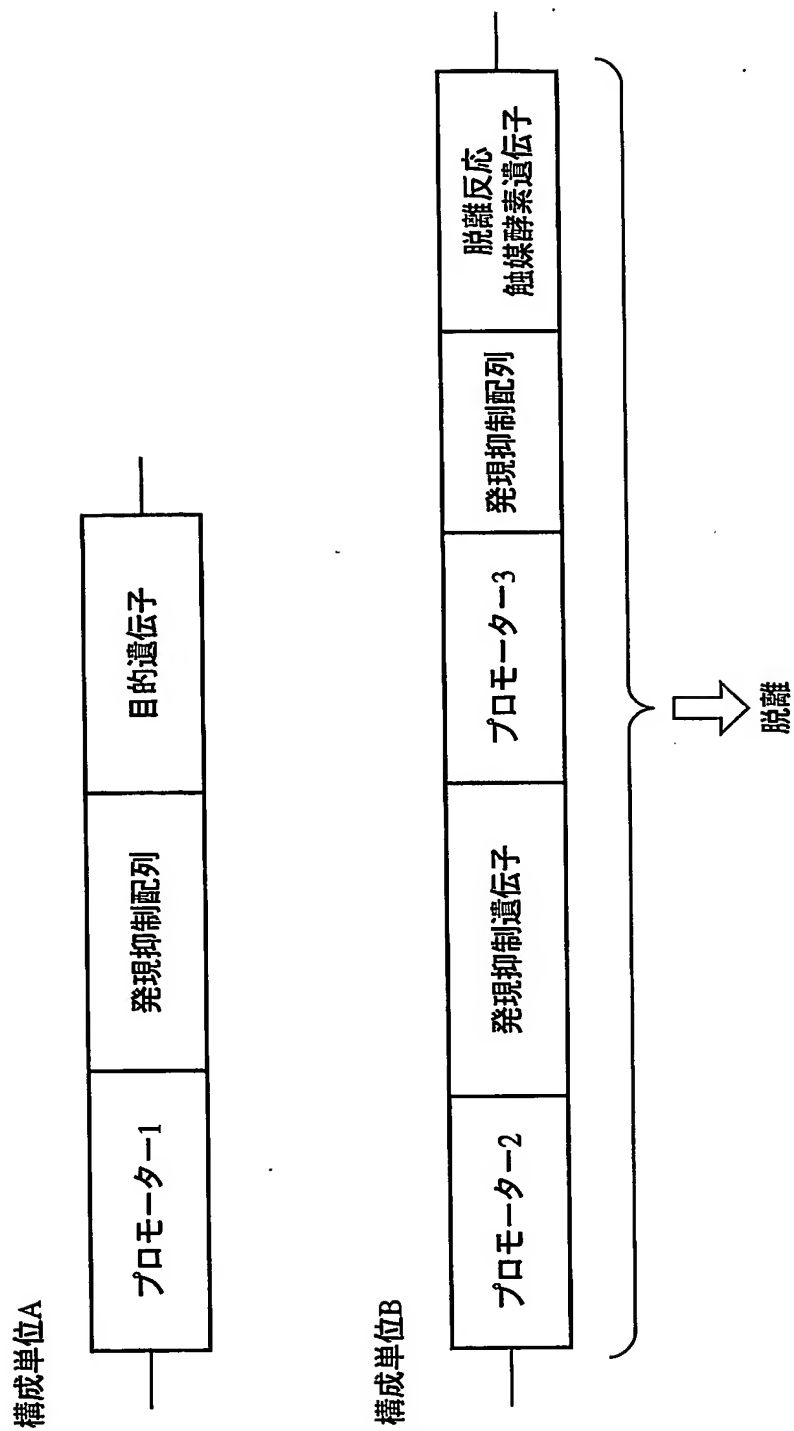 構成単位A
プロモーター1
発現抑制配列
目的遺伝子
構成単位B
プロモーター2
発現抑制遺伝子
プロモーター3
発現抑制配列
脱離反応
触媒酵素遺伝子
脱離